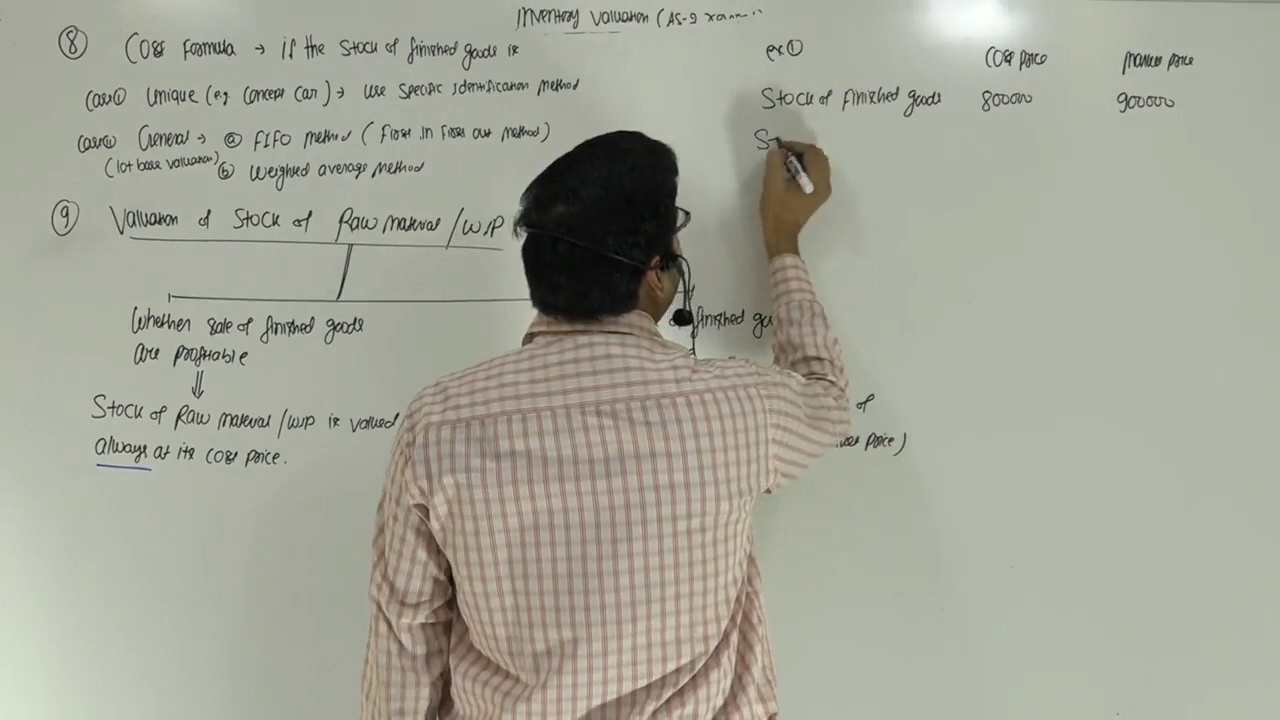 Inventory Valuation (AS-2
⑧ Cost Formula → if the stock of finished goods is
Case① Unique (e.g. Concept Car) → Use Specific Identification Method
Case② General → ⓐ FIFO method (First in First out Method)
(lot base valuation) ⓑ Weighted average Method
⑨ Valuation of Stock of Raw material / WIP
Whether sale of finished goods
are profitable
⇓
Stock of Raw material / WIP is valued
always at its cost price.
finished go
of
price)
ex①
Cost price Market price
Stock of finished goods 800000 900000
St